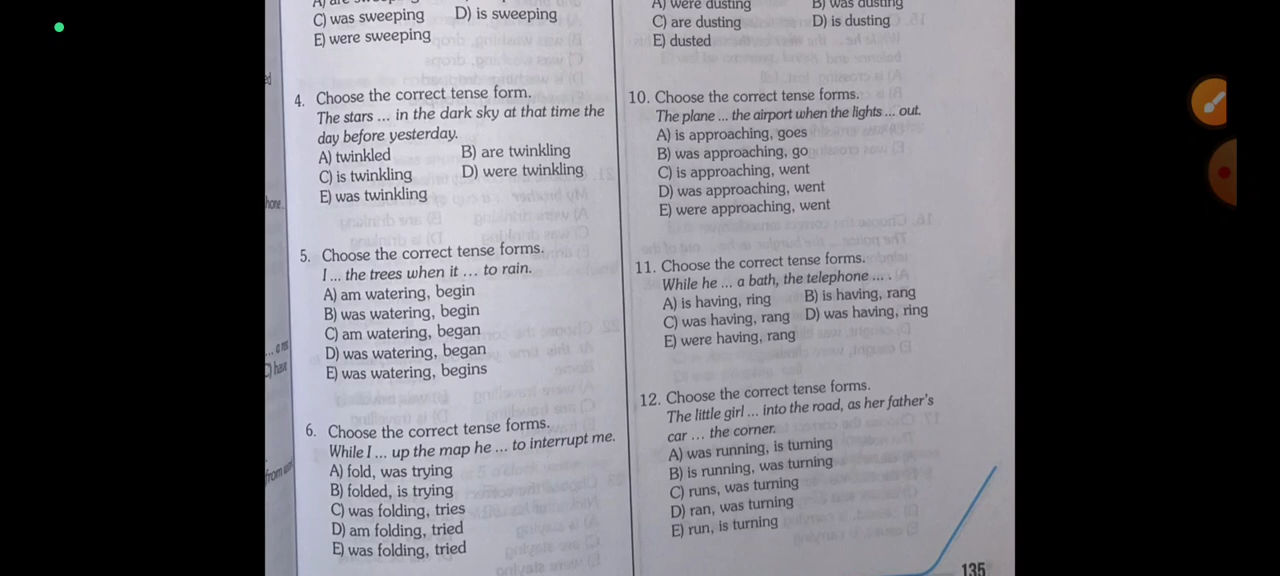 C) was sweeping D) is sweeping
E) were sweeping
4. Choose the correct tense form.
The stars ... in the dark sky at that time the
day before yesterday.
A) twinkled B) are twinkling
C) is twinkling D) were twinkling
E) was twinkling
5. Choose the correct tense forms.
I ... the trees when it ... to rain.
A) am watering, begin
B) was watering, begin
C) am watering, began
D) was watering, began
E) was watering, begins
6. Choose the correct tense forms.
While I ... up the map he ... to interrupt me.
A) fold, was trying
B) folded, is trying
C) was folding, tries
D) am folding, tried
E) was folding, tried
A) were dusting B) was dusting
C) are dusting D) is dusting
E) dusted
10. Choose the correct tense forms.
The plane ... the airport when the lights ... out.
A) is approaching, goes
B) was approaching, go
C) is approaching, went
D) was approaching, went
E) were approaching, went
11. Choose the correct tense forms.
While he ... a bath, the telephone ... .
A) is having, ring B) is having, rang
C) was having, rang D) was having, ring
E) were having, rang
12. Choose the correct tense forms.
The little girl ... into the road, as her father's
car ... the corner.
A) was running, is turning
B) is running, was turning
C) runs, was turning
D) ran, was turning
E) run, is turning
135